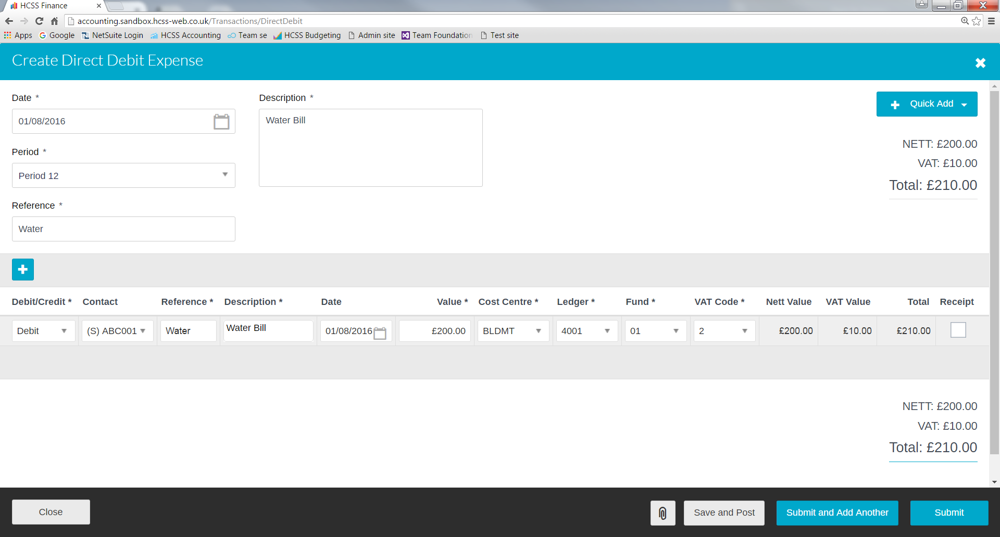 HCSS Finance
accounting.sandbox.hcss-web.co.uk/Transactions/DirectDebit
Apps Google NetSuite Login HCSS Accounting Team se HCSS Budgeting Admin site Team Foundation Test site
Create Direct Debit Expense
Date *
Description *
01/08/2016
Water Bill
Quick Add
Period *
Period 12
NETT: £200.00
VAT: £10.00
Total: £210.00
Reference *
Water
Debit/Credit * Contact Reference * Description * Date Value * Cost Centre * Ledger * Fund * VAT Code * Nett Value VAT Value Total Receipt
Debit (S) ABC001 Water Water Bill 01/08/2016 £200.00 BLDMT 4001 01 2 £200.00 £10.00 £210.00
NETT: £200.00
VAT: £10.00
Total: £210.00
Close Save and Post Submit and Add Another Submit